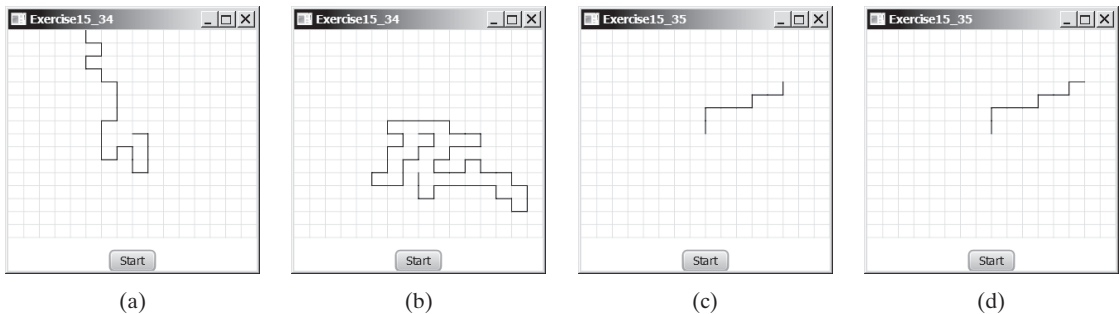 Exercise15_34
Exercise15_34
Exercise15_35
Exercise15_35
Start
Start
Start
Start
(a)
(b)
(c)
(d)